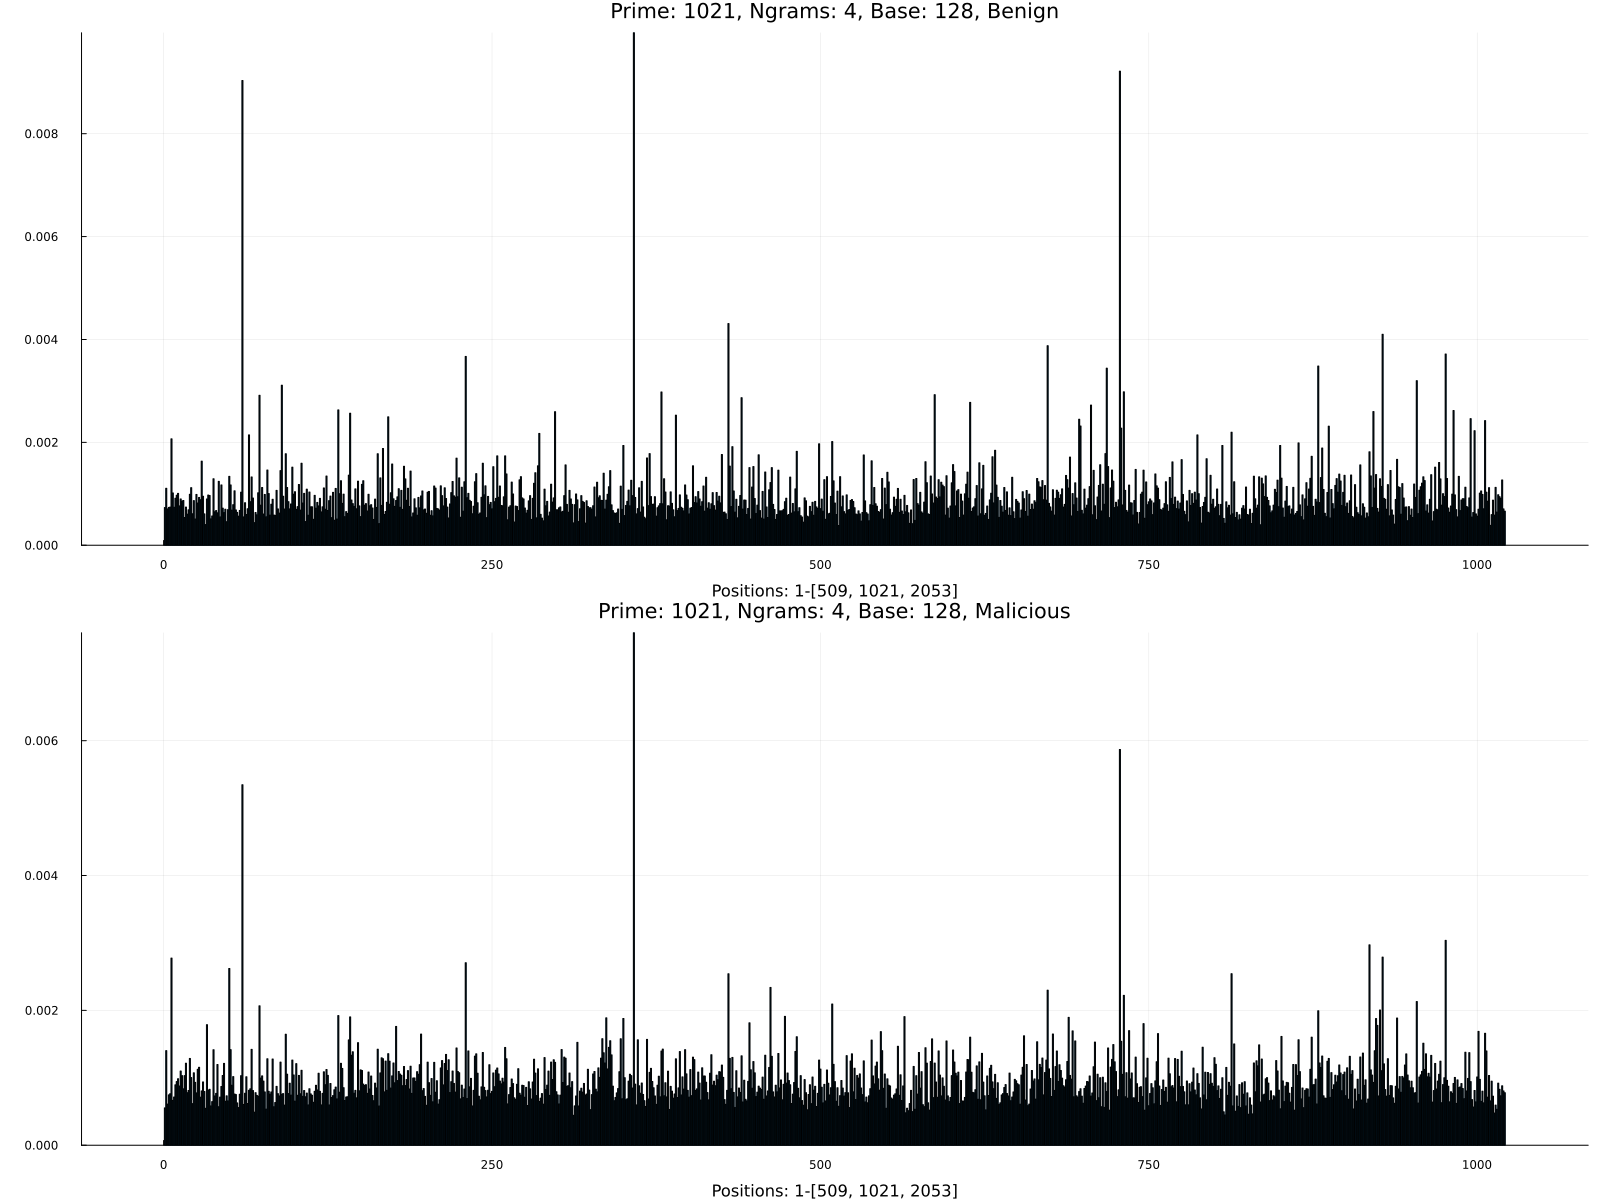 Prime: 1021, Ngrams: 4, Base: 128, Benign
0.008
0.006
0.004
0.002
0.000
0 250 500 750 1000
Positions: 1-[509, 1021, 2053]
Prime: 1021, Ngrams: 4, Base: 128, Malicious
0.006
0.004
0.002
0.000
0 250 500 750 1000
Positions: 1-[509, 1021, 2053]